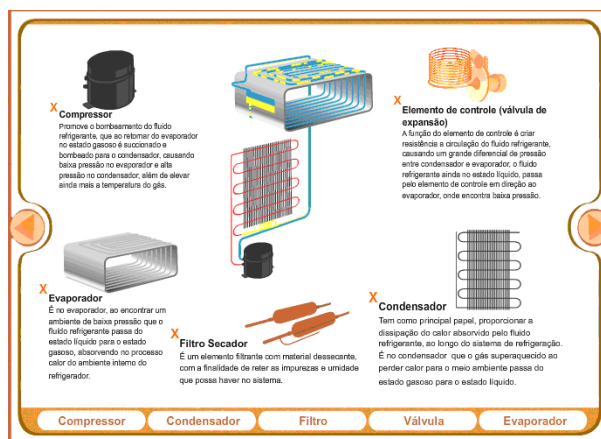 X
Compressor
Promove o bombeamento do fluido
refrigerante, que ao retornar do evaporador
no estado gasoso é succionado e
bombeado para o condensador, causando
baixa pressão no evaporador e alta
pressão no condensador, além de elevar
ainda mais a temperatura do gás.
X
Elemento de controle (válvula de
expansão)
A função do elemento de controle é criar
resistência a circulação do fluido refrigerante,
causando um grande diferencial de pressão
entre condensador e evaporador, o fluido
refrigerante ainda no estado líquido, passa
pelo elemento de controle em direção ao
evaporador, onde encontra baixa pressão.
X
Evaporador
É no evaporador, ao encontrar um
ambiente de baixa pressão que o
fluido refrigerante passa do
estado líquido para o estado
gasoso, absorvendo no processo
calor do ambiente interno do
refrigerador.
X
Filtro Secador
É um elemento filtrante com material dessecante,
com a finalidade de reter as impurezas e umidade
que possa haver no sistema.
X
Condensador
Tem como principal papel, proporcionar a
dissipação do calor absorvido pelo fluido
refrigerante, ao longo do sistema de refrigeração.
É no condensador que o gás superaquecido ao
perder calor para o meio ambiente passa do
estado gasoso para o estado líquido.
Compressor
Condensador
Filtro
Válvula
Evaporador